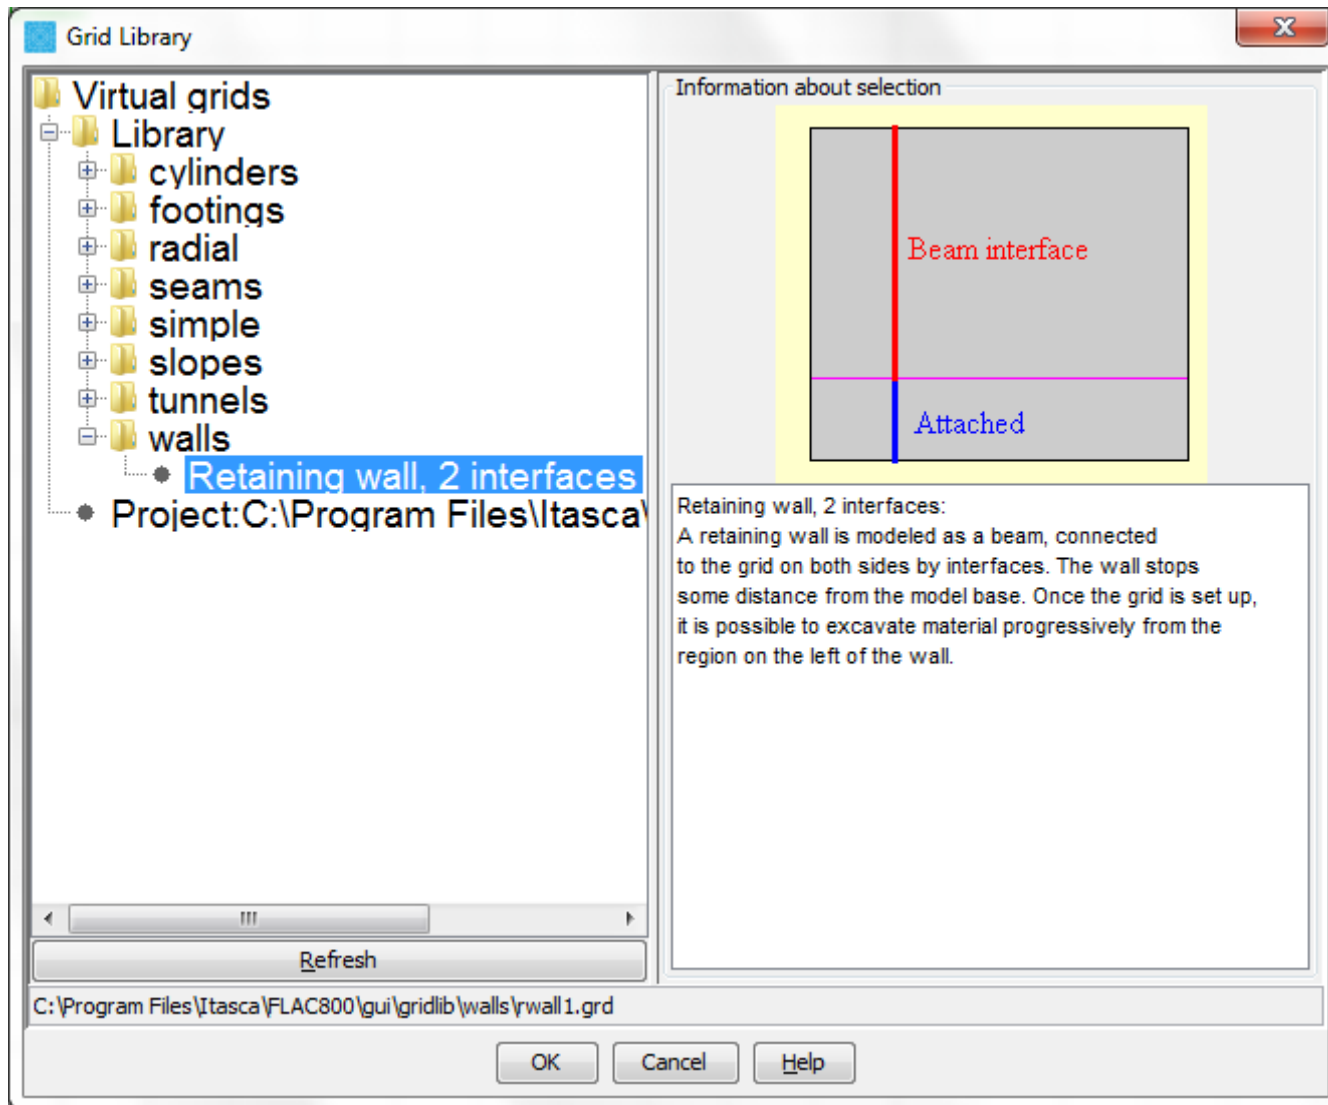 Grid Library
Virtual grids
Library
cylinders
footings
radial
seams
simple
slopes
tunnels
walls
Retaining wall, 2 interfaces
Project:C:\Program Files\Itasca\
Refresh
Information about selection
Beam interface
Attached
Retaining wall, 2 interfaces:
A retaining wall is modeled as a beam, connected
to the grid on both sides by interfaces. The wall stops
some distance from the model base. Once the grid is set up,
it is possible to excavate material progressively from the
region on the left of the wall.
C:\Program Files\Itasca\FLAC800\gui\gridlib\walls\rwall1.grd
OK
Cancel
Help